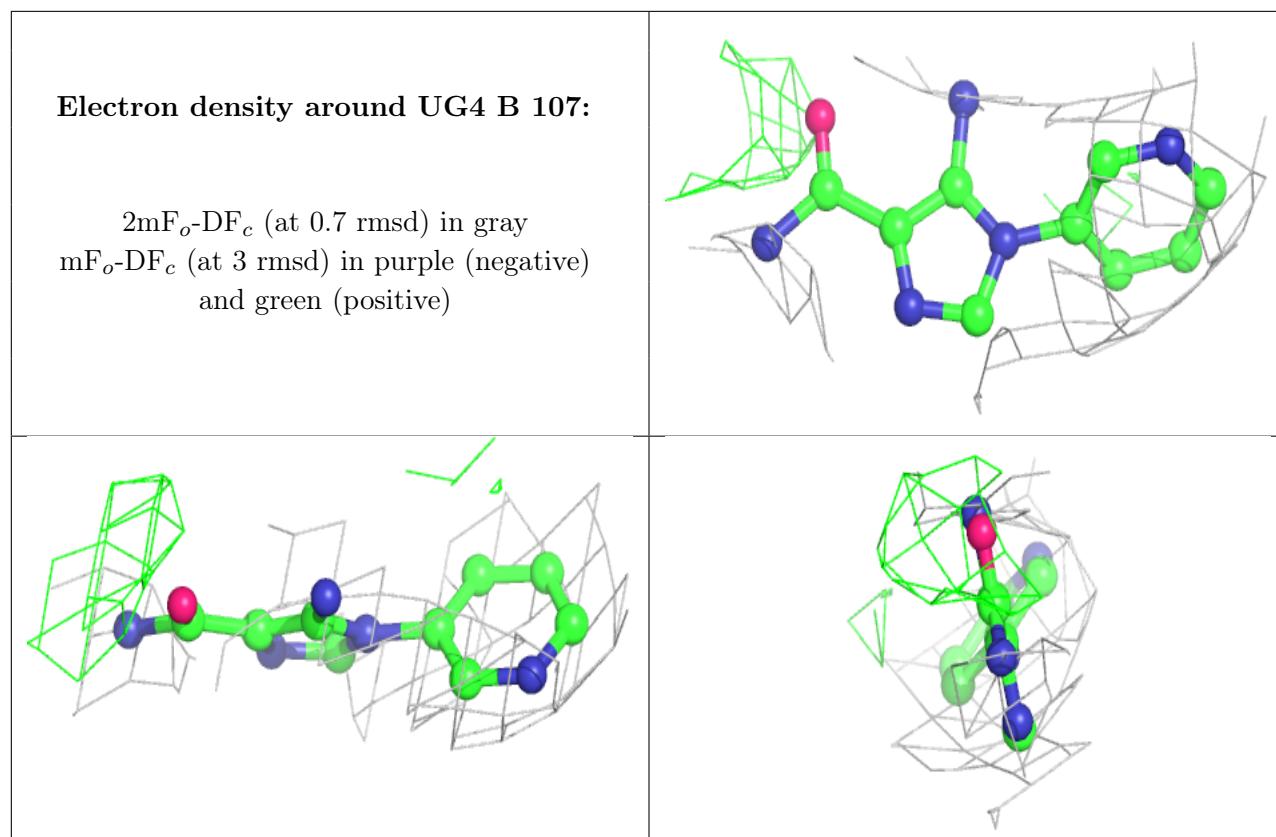 Electron density around UG4 B 107:
2mFo-DFc (at 0.7 rmsd) in gray
mFo-DFc (at 3 rmsd) in purple (negative)
and green (positive)